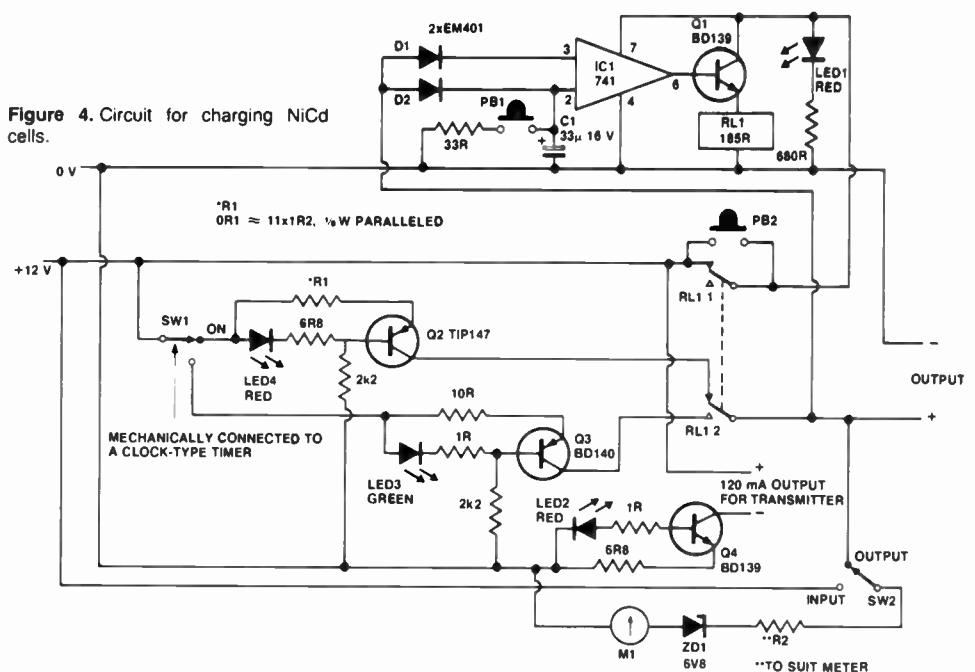 Figure 4. Circuit for charging NiCd
cells.
2xEM401
D1
D2
3
2
7
4
6
IC1
741
Q1
BD139
LED1
RED
PB1
33R
C1
33µ 16 V
+
RL1
185R
680R
0 V
*R1
0R1 ≈ 11x1R2, ⅛ W PARALLELED
+12 V
PB2
RL1 1
*R1
SW1
ON
6R8
Q2 TIP147
LED4
RED
2k2
−
OUTPUT
+
MECHANICALLY CONNECTED TO
A CLOCK-TYPE TIMER
10R
Q3
BD140
RL1 2
1R
LED3
GREEN
2k2
+
120 mA OUTPUT
FOR TRANSMITTER
−
LED2
RED
1R
6R8
Q4
BD139
OUTPUT
INPUT
SW2
M1
ZD1
6V8
**R2
**TO SUIT METER